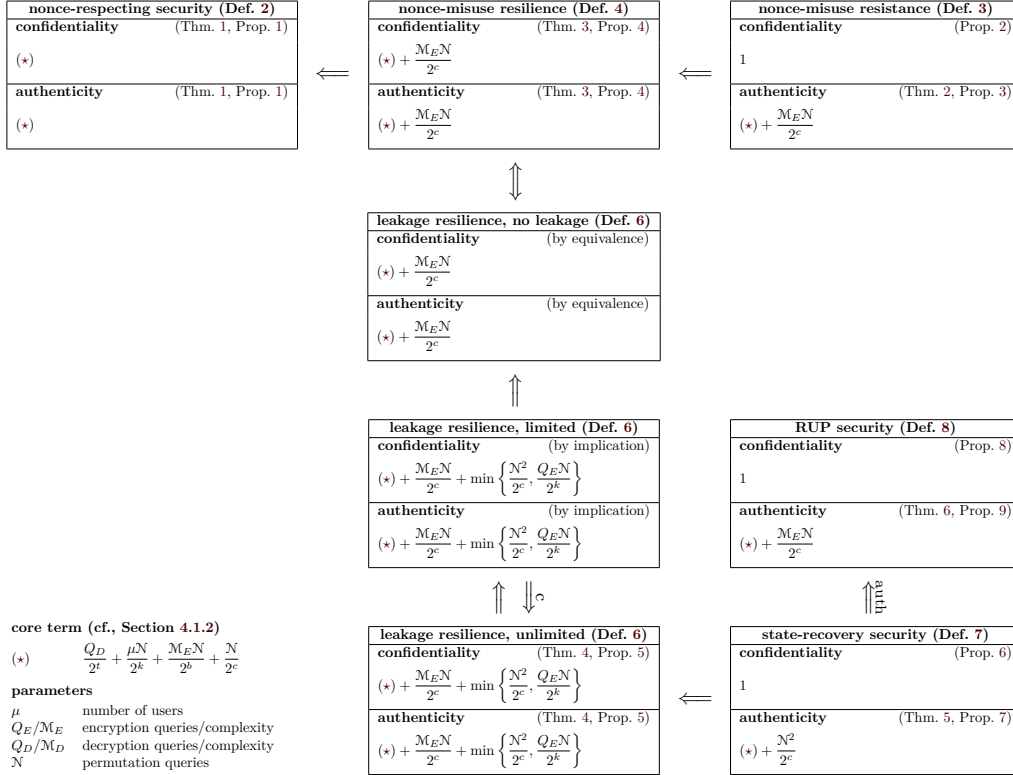 nonce-respecting security (Def. 2)
confidentiality (Thm. 1, Prop. 1)
(⋆)
authenticity (Thm. 1, Prop. 1)
(⋆)
⟸
nonce-misuse resilience (Def. 4)
confidentiality (Thm. 3, Prop. 4)
(⋆) + ℳ_E 𝒩 / 2^c
authenticity (Thm. 3, Prop. 4)
(⋆) + ℳ_E 𝒩 / 2^c
⟸
nonce-misuse resistance (Def. 3)
confidentiality (Prop. 2)
1
authenticity (Thm. 2, Prop. 3)
(⋆) + ℳ_E 𝒩 / 2^c
⇕
leakage resilience, no leakage (Def. 6)
confidentiality (by equivalence)
(⋆) + ℳ_E 𝒩 / 2^c
authenticity (by equivalence)
(⋆) + ℳ_E 𝒩 / 2^c
⇑
leakage resilience, limited (Def. 6)
confidentiality (by implication)
(⋆) + ℳ_E 𝒩 / 2^c + min { 𝒩^2 / 2^c , Q_E 𝒩 / 2^k }
authenticity (by implication)
(⋆) + ℳ_E 𝒩 / 2^c + min { 𝒩^2 / 2^c , Q_E 𝒩 / 2^k }
RUP security (Def. 8)
confidentiality (Prop. 8)
1
authenticity (Thm. 6, Prop. 9)
(⋆) + ℳ_E 𝒩 / 2^c
⇑ ⇓ c
⇑ auth
leakage resilience, unlimited (Def. 6)
confidentiality (Thm. 4, Prop. 5)
(⋆) + ℳ_E 𝒩 / 2^c + min { 𝒩^2 / 2^c , Q_E 𝒩 / 2^k }
authenticity (Thm. 4, Prop. 5)
(⋆) + ℳ_E 𝒩 / 2^c + min { 𝒩^2 / 2^c , Q_E 𝒩 / 2^k }
⟸
state-recovery security (Def. 7)
confidentiality (Prop. 6)
1
authenticity (Thm. 5, Prop. 7)
(⋆) + 𝒩^2 / 2^c
core term (cf., Section 4.1.2)
(⋆) Q_D / 2^t + μ𝒩 / 2^k + ℳ_E 𝒩 / 2^b + 𝒩 / 2^c
parameters
μ number of users
Q_E/ℳ_E encryption queries/complexity
Q_D/ℳ_D decryption queries/complexity
𝒩 permutation queries